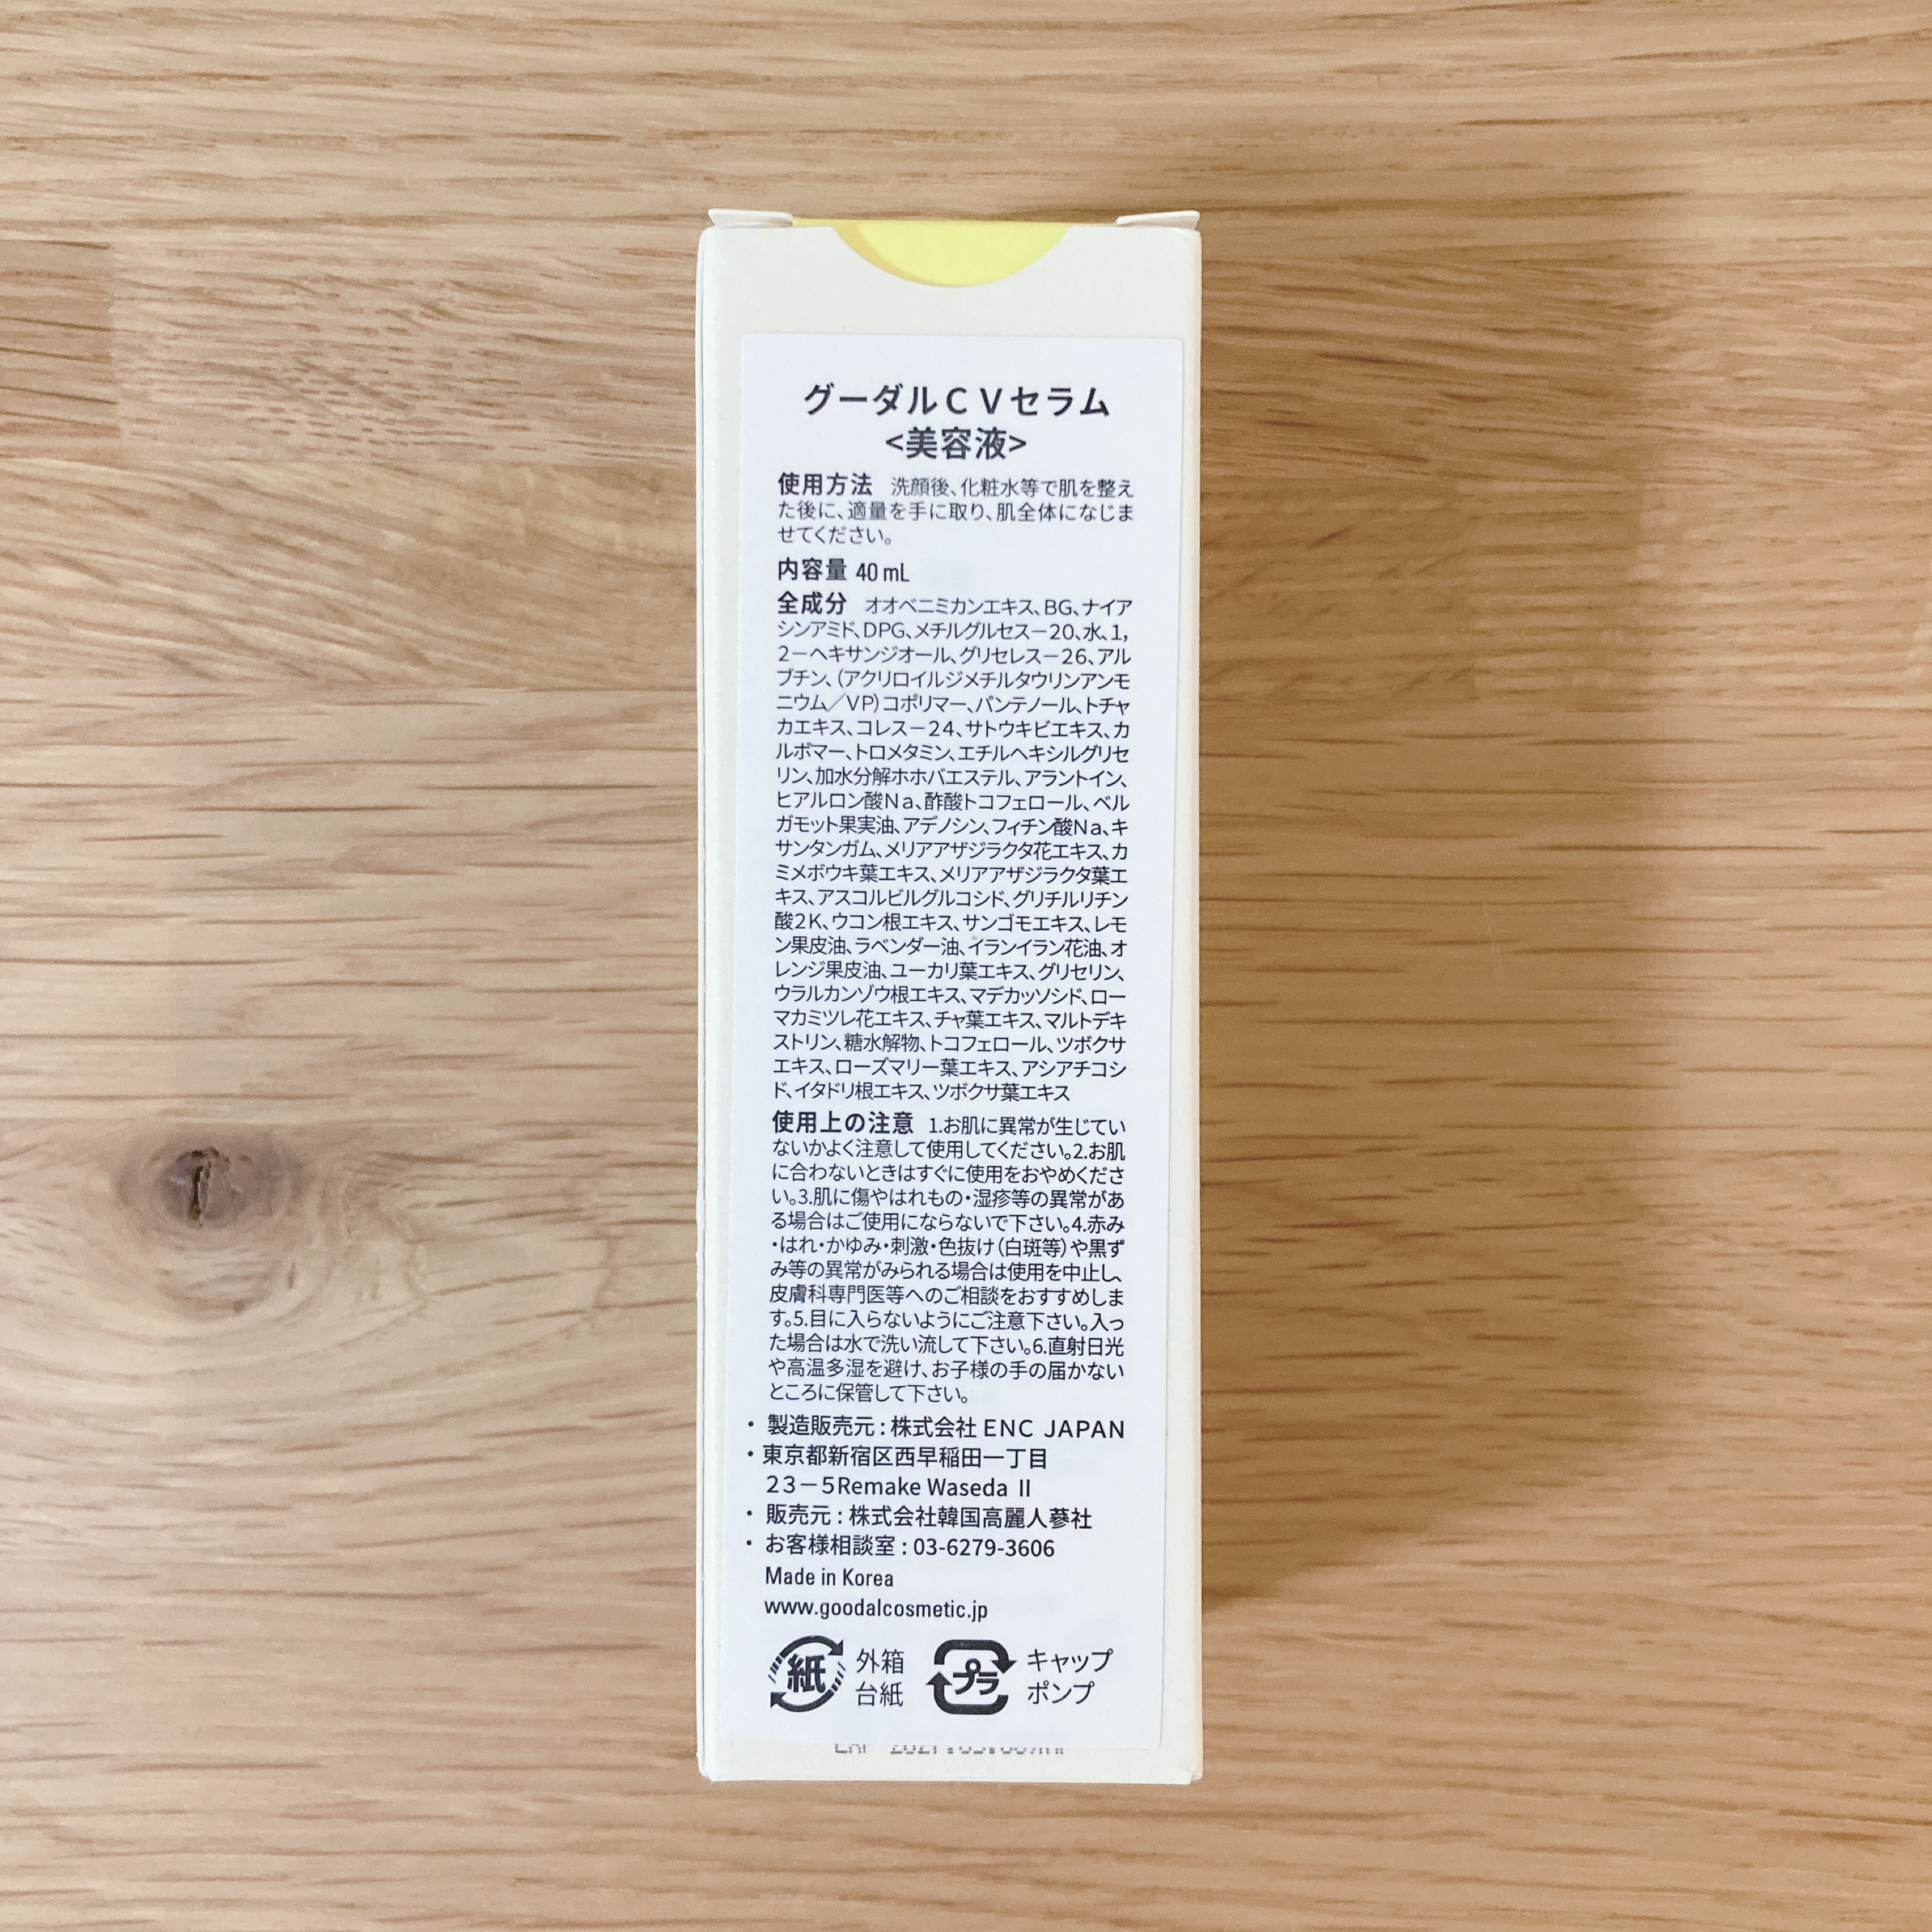 グーダルＣＶセラム
<美容液>
使用方法　洗顔後、化粧水等で肌を整え
た後に、適量を手に取り、肌全体になじま
せてください。
内容量 40 mL
全成分　オオベニミカンエキス、BG、ナイア
シンアミド、DPG、メチルグルセス－20、水、1，
2－ヘキサンジオール、グリセレス－26、アル
ブチン、（アクリロイルジメチルタウリンアンモ
ニウム／VP）コポリマー、パンテノール、トチャ
カエキス、コレス－24、サトウキビエキス、カ
ルボマー、トロメタミン、エチルヘキシルグリセ
リン、加水分解ホホバエステル、アラントイン、
ヒアルロン酸Na、酢酸トコフェロール、ベル
ガモット果実油、アデノシン、フィチン酸Na、キ
サンタンガム、メリアアザジラクタ花エキス、カ
ミメボウキ葉エキス、メリアアザジラクタ葉エ
キス、アスコルビルグルコシド、グリチルリチン
酸2K、ウコン根エキス、サンゴモエキス、レモ
ン果皮油、ラベンダー油、イランイラン花油、オ
レンジ果皮油、ユーカリ葉エキス、グリセリン、
ウラルカンゾウ根エキス、マデカッソシド、ロー
マカミツレ花エキス、チャ葉エキス、マルトデキ
ストリン、糖水解物、トコフェロール、ツボクサ
エキス、ローズマリー葉エキス、アシアチコシ
ド、イタドリ根エキス、ツボクサ葉エキス
使用上の注意　1.お肌に異常が生じてい
ないかよく注意して使用してください。2.お肌
に合わないときはすぐに使用をおやめくださ
い。3.肌に傷やはれもの・湿疹等の異常があ
る場合はご使用にならないで下さい。4.赤み
・はれ・かゆみ・刺激・色抜け（白斑等）や黒ず
み等の異常がみられる場合は使用を中止し、
皮膚科専門医等へのご相談をおすすめしま
す。5.目に入らないようにご注意下さい。入っ
た場合は水で洗い流して下さい。6.直射日光
や高温多湿を避け、お子様の手の届かない
ところに保管して下さい。
・ 製造販売元 : 株式会社 ENC JAPAN
・東京都新宿区西早稲田一丁目
２３－５Remake Waseda Ⅱ
・ 販売元 : 株式会社韓国高麗人蔘社
・ お客様相談室 : 03-6279-3606
Made in Korea
www.goodalcosmetic.jp
紙 外箱
台紙
プラ キャップ
ポンプ